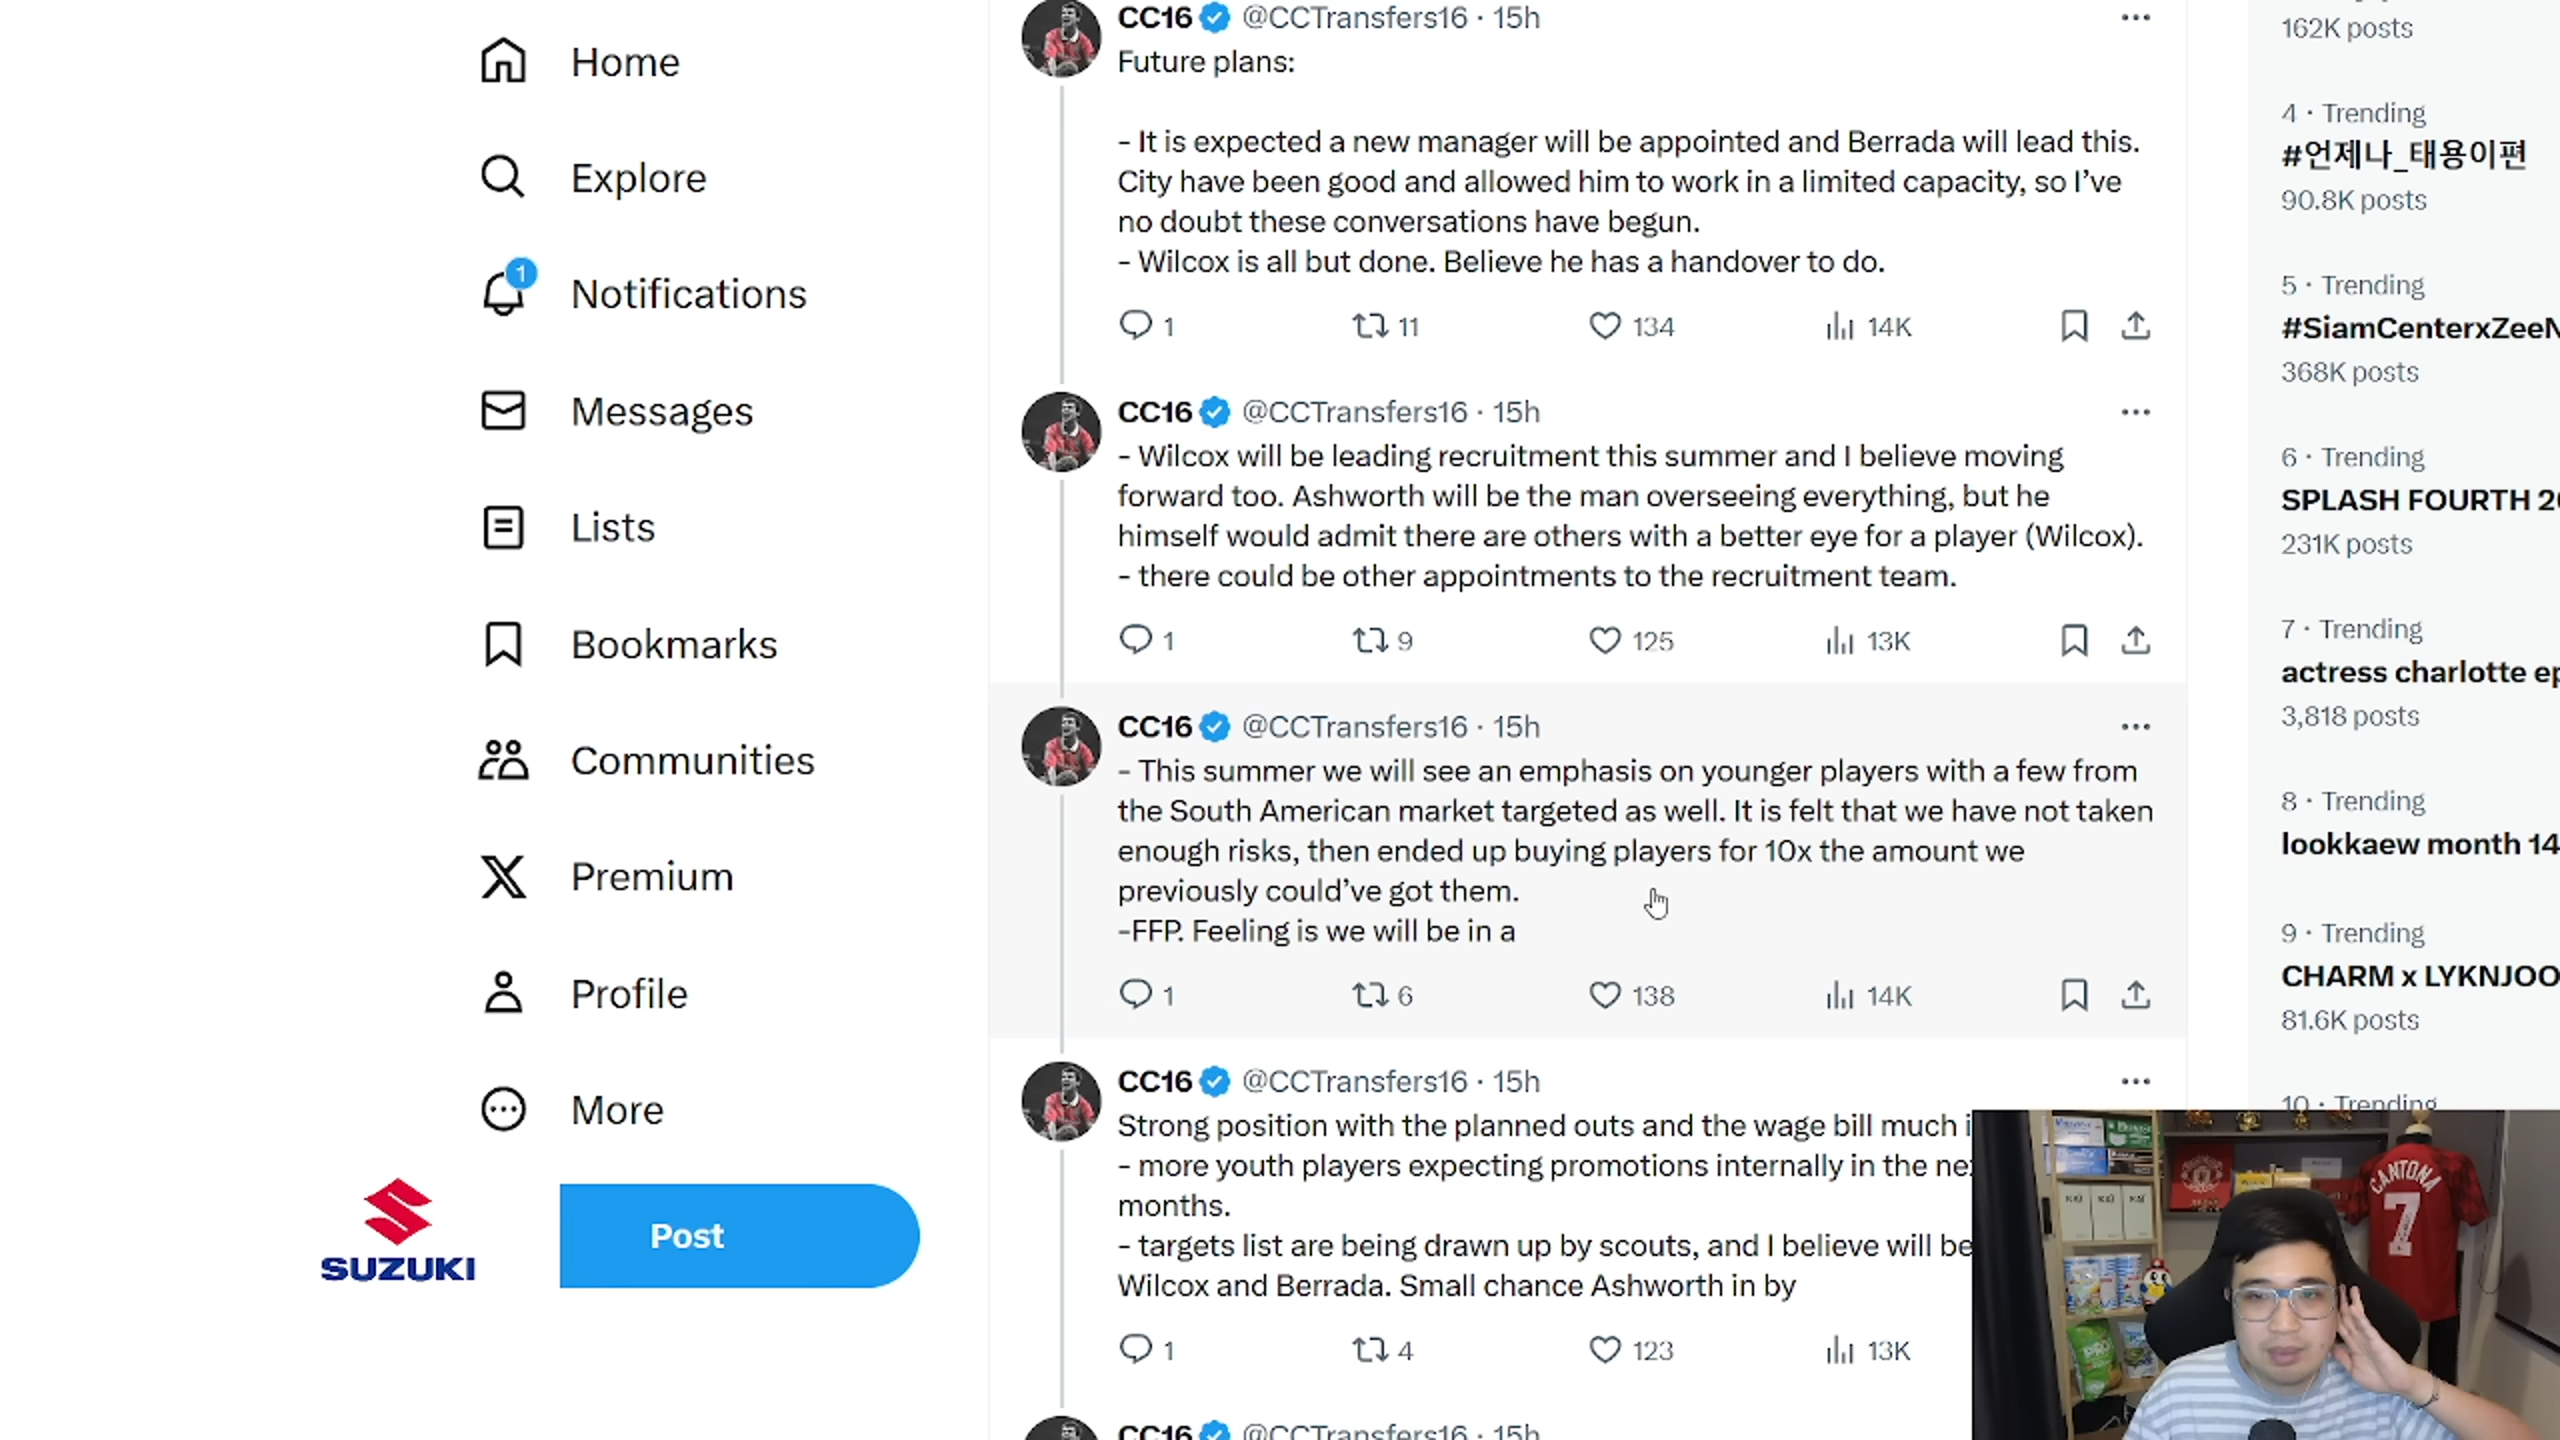 Home
Explore
1
Notifications
Messages
Lists
Bookmarks
Communities
Premium
Profile
More
SUZUKI
Post
CC16 @CCTransfers16 · 15h
Future plans:
- It is expected a new manager will be appointed and Berrada will lead this.
City have been good and allowed him to work in a limited capacity, so I've
no doubt these conversations have begun.
- Wilcox is all but done. Believe he has a handover to do.
1 11 134 14K
CC16 @CCTransfers16 · 15h
- Wilcox will be leading recruitment this summer and I believe moving
forward too. Ashworth will be the man overseeing everything, but he
himself would admit there are others with a better eye for a player (Wilcox).
- there could be other appointments to the recruitment team.
1 9 125 13K
CC16 @CCTransfers16 · 15h
- This summer we will see an emphasis on younger players with a few from
the South American market targeted as well. It is felt that we have not taken
enough risks, then ended up buying players for 10x the amount we
previously could've got them.
-FFP. Feeling is we will be in a
1 6 138 14K
CC16 @CCTransfers16 · 15h
Strong position with the planned outs and the wage bill much
- more youth players expecting promotions internally in the
months.
- targets list are being drawn up by scouts, and I believe will be
Wilcox and Berrada. Small chance Ashworth in by
1 4 123 13K
CC16 @CCTransfers16 · 15h
162K posts
4 · Trending
#언제나_태용이편
90.8K posts
5 · Trending
#SiamCenterxZeeN
368K posts
6 · Trending
SPLASH FOURTH
231K posts
7 · Trending
actress charlotte
3,818 posts
8 · Trending
lookkaew month 14
9 · Trending
CHARM x LYKNJOO
81.6K posts
10 · Trending
CANTONA
7